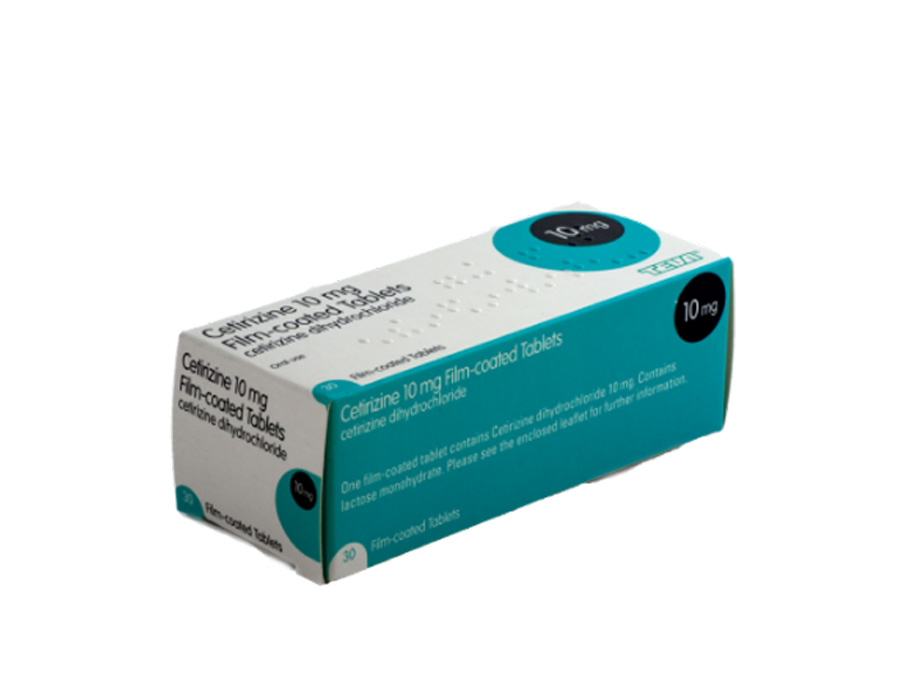 10 mg
TEVA
Cetirizine 10 mg
Film-coated Tablets
cetirizine dihydrochloride
Oral use
30 Film-coated Tablets
Cetirizine 10 mg
Film-coated Tablets
cetirizine dihydrochloride
10 mg
30 Film-coated Tablets
10 mg
Cetirizine 10 mg Film-coated Tablets
cetirizine dihydrochloride
One film-coated tablet contains Cetirizine dihydrochloride 10 mg. Contains
lactose monohydrate. Please see the enclosed leaflet for further information.
30 Film-coated Tablets